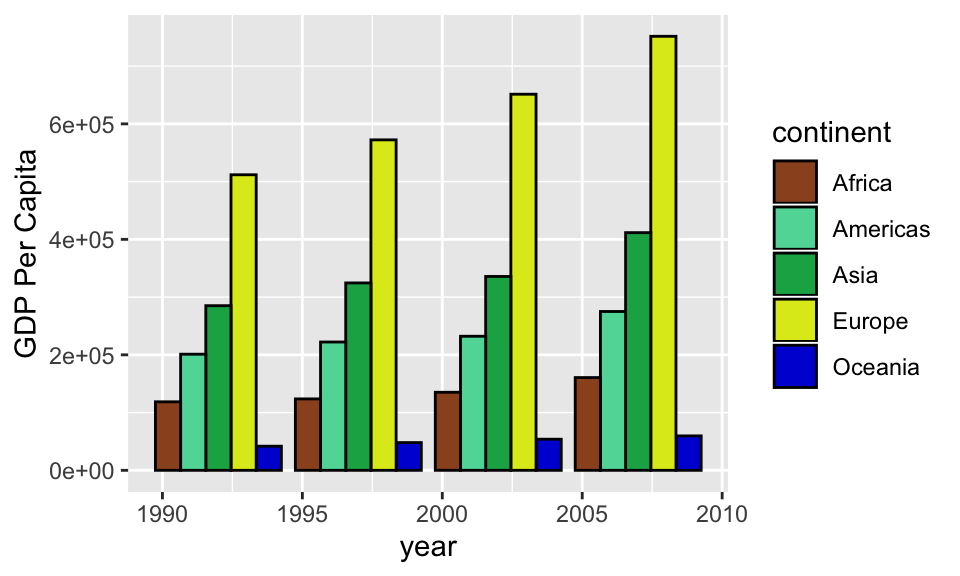 GDP Per Capita
6e+05
4e+05
2e+05
0e+00
1990 1995 2000 2005 2010
year
continent
Africa
Americas
Asia
Europe
Oceania